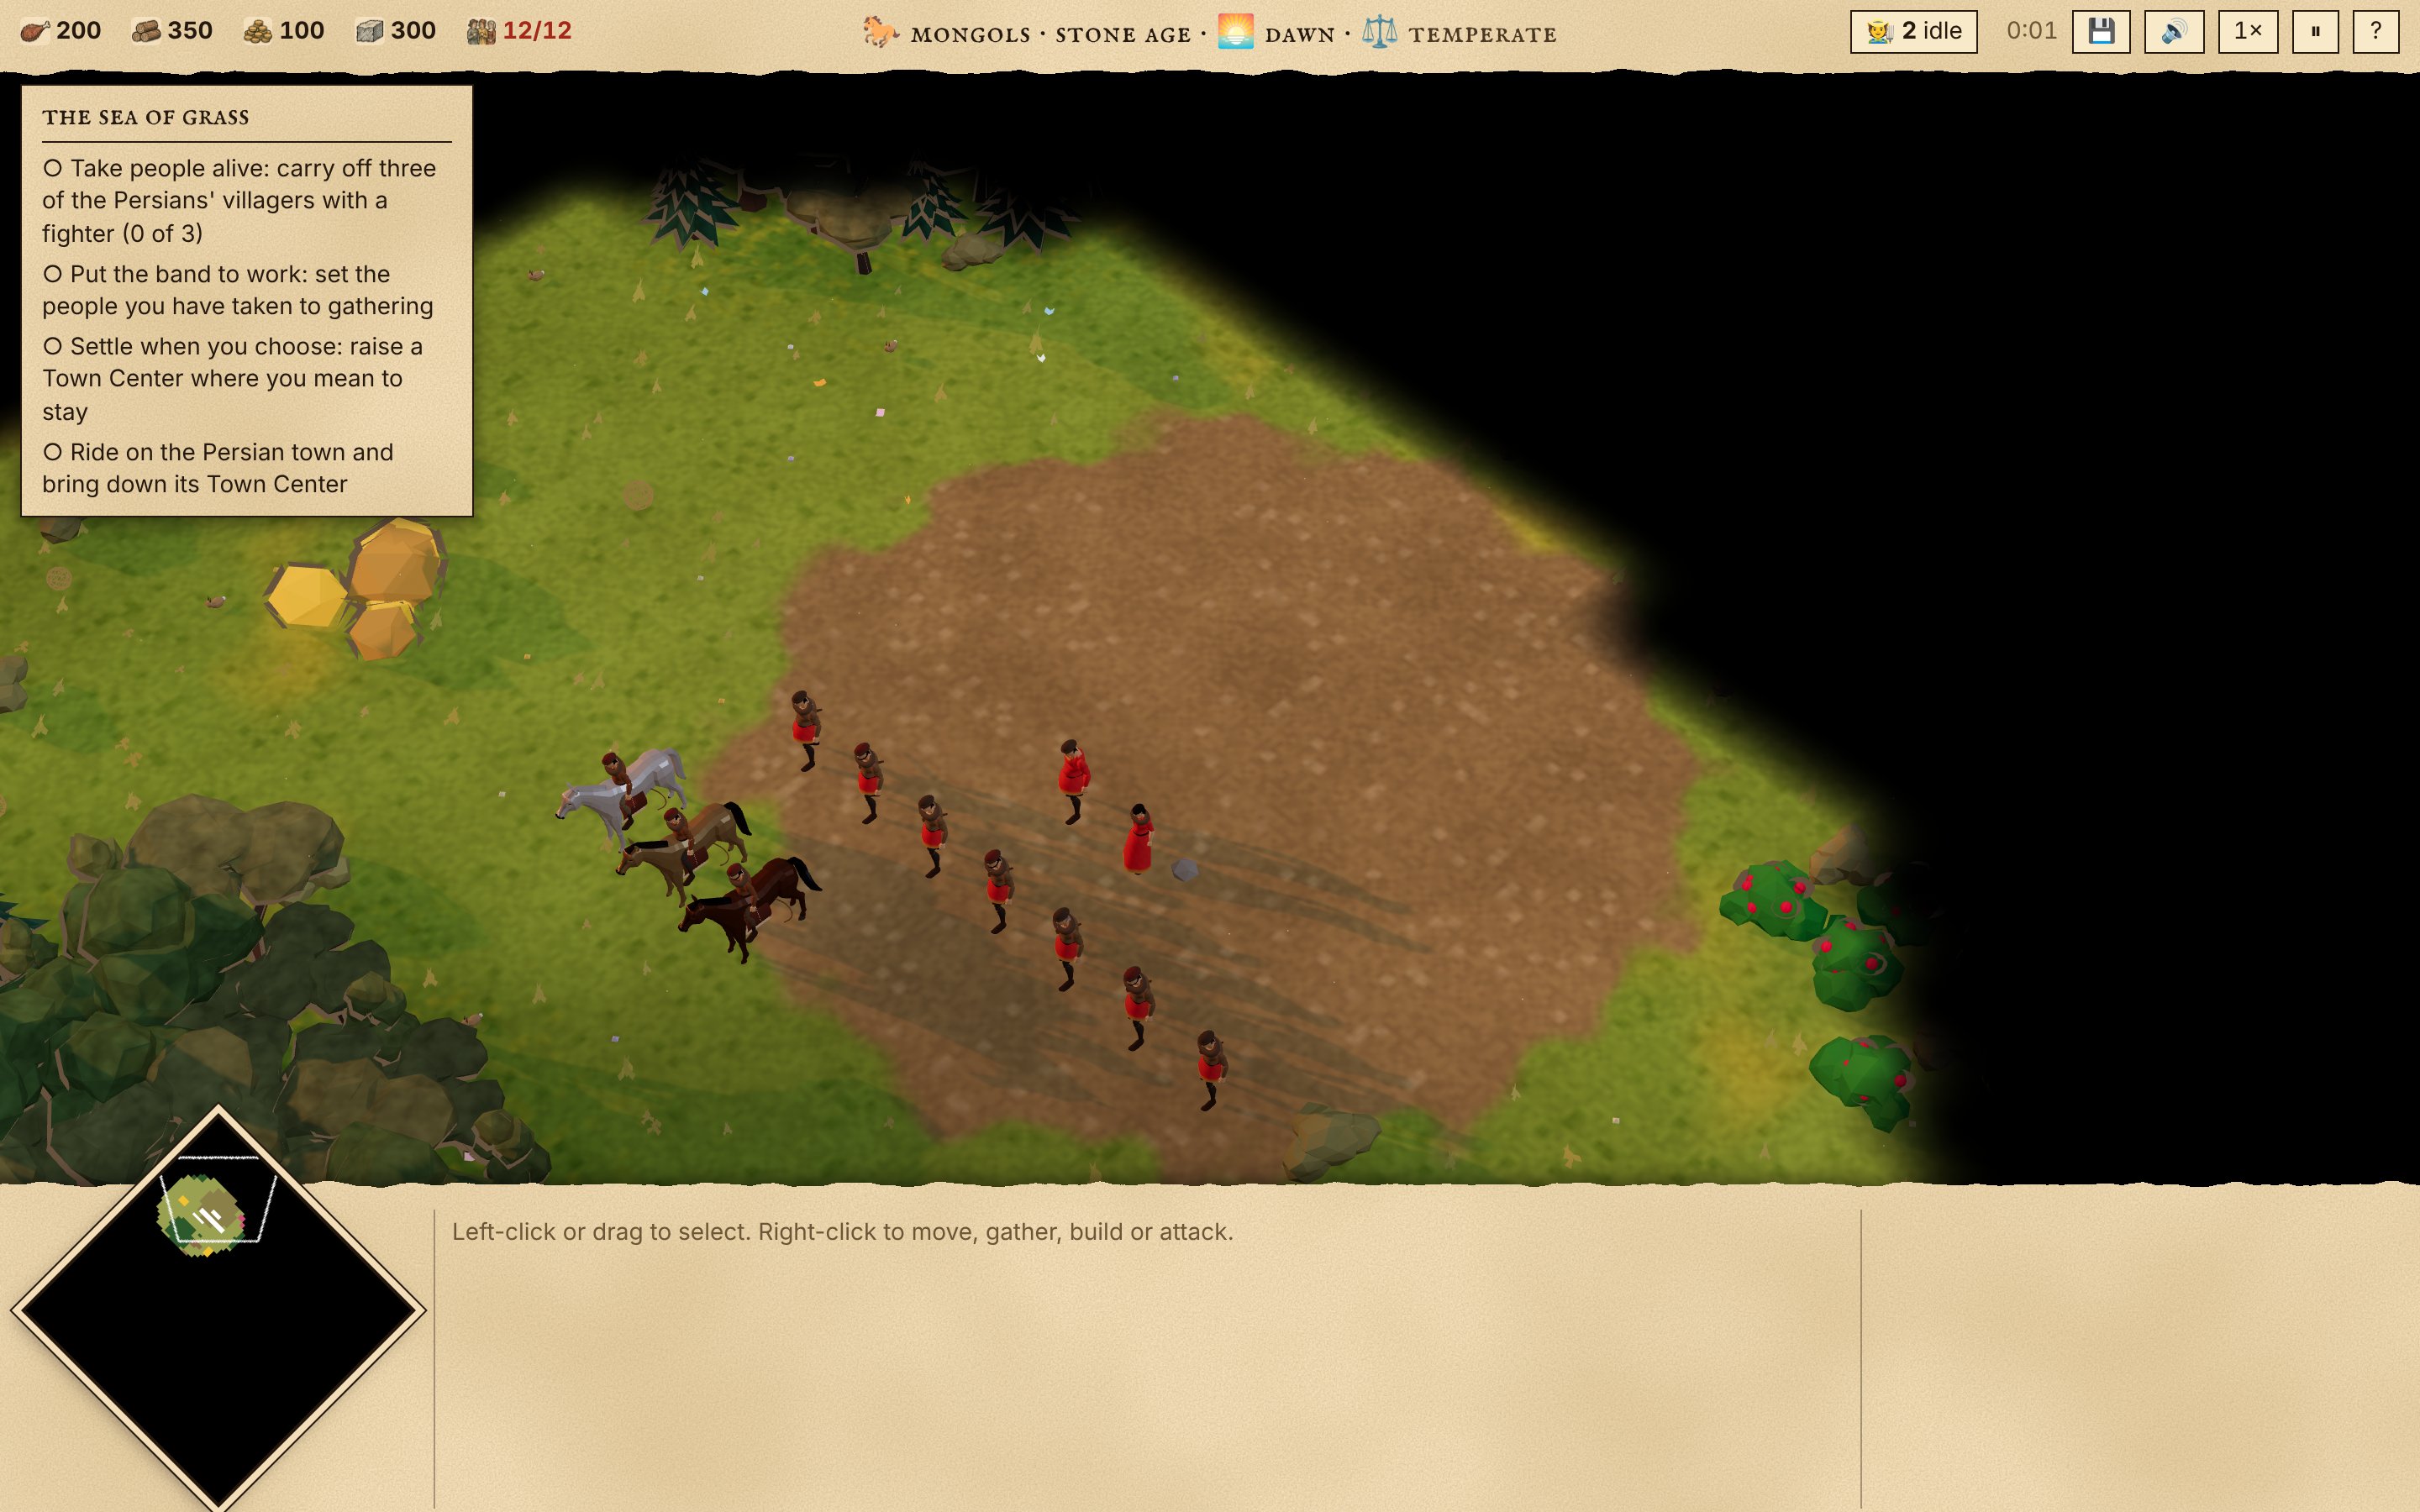 200 350 100 300 12/12
MONGOLS · STONE AGE · DAWN · TEMPERATE
2 idle 0:01 1× ?
THE SEA OF GRASS
Take people alive: carry off three
of the Persians' villagers with a
fighter (0 of 3)
Put the band to work: set the
people you have taken to gathering
Settle when you choose: raise a
Town Center where you mean to
stay
Ride on the Persian town and
bring down its Town Center
Left-click or drag to select. Right-click to move, gather, build or attack.